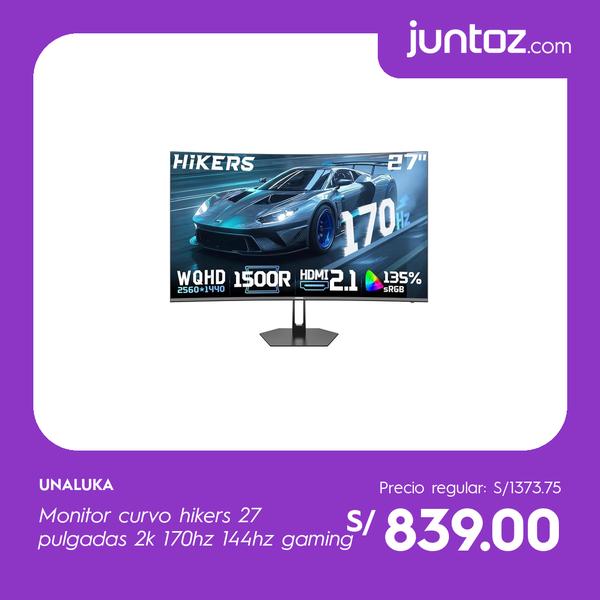 juntoz.com
HiKERS 27"
170Hz
WQHD 1500R HDMI 2.1 135%
2560*1440 sRGB
UNALUKA
Precio regular: S/1373.75
Monitor curvo hikers 27
pulgadas 2k 170hz 144hz gaming
S/ 839.00